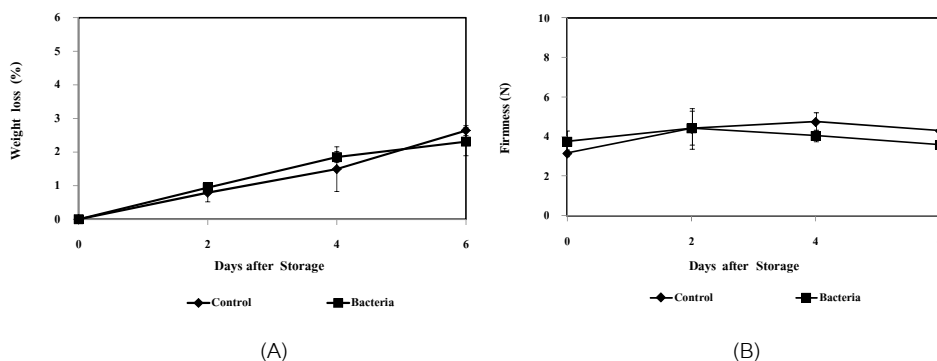 6
5
4
3
2
1
0
Weight loss (%)
0 2 4 6
Days after Storage
Control Bacteria
(A)
10
8
6
4
2
0
Firmness (N)
0 2 4
Days after Storage
Control Bacteria
(B)